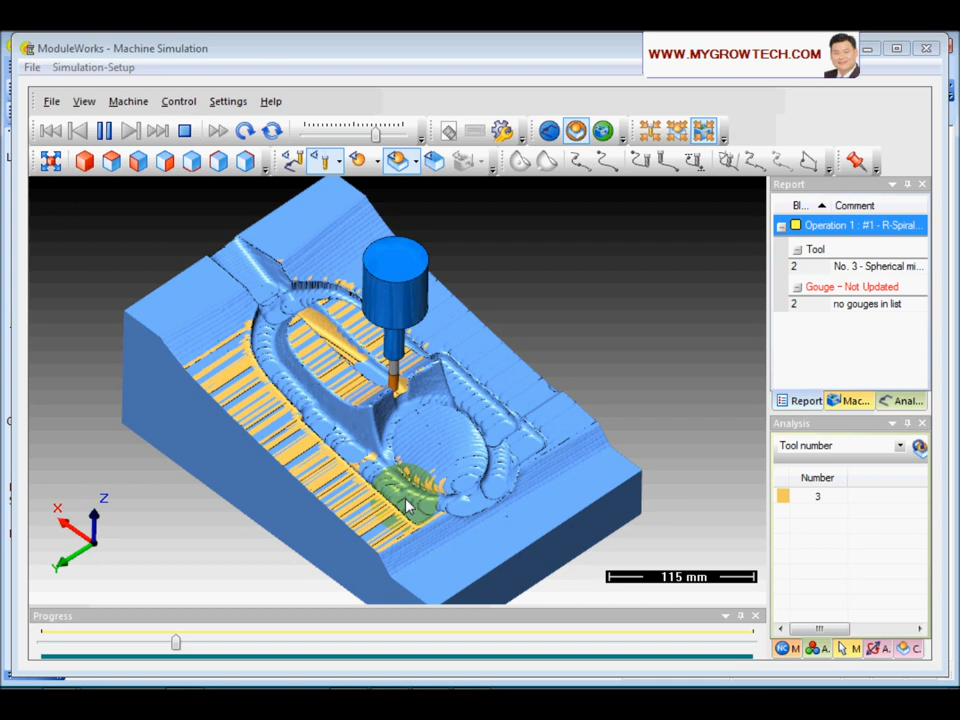 ModuleWorks - Machine Simulation
WWW.MYGROWTECH.COM
File Simulation-Setup
File View Machine Control Settings Help
Report
Bl... Comment
Operation 1 : #1 - R-Spiral...
Tool
2 No. 3 - Spherical mi...
Gouge - Not Updated
2 no gouges in list
Report Mac... Anal...
Analysis
Tool number
Number
3
X
Z
Y
115 mm
Progress
NC M A. M A. C.